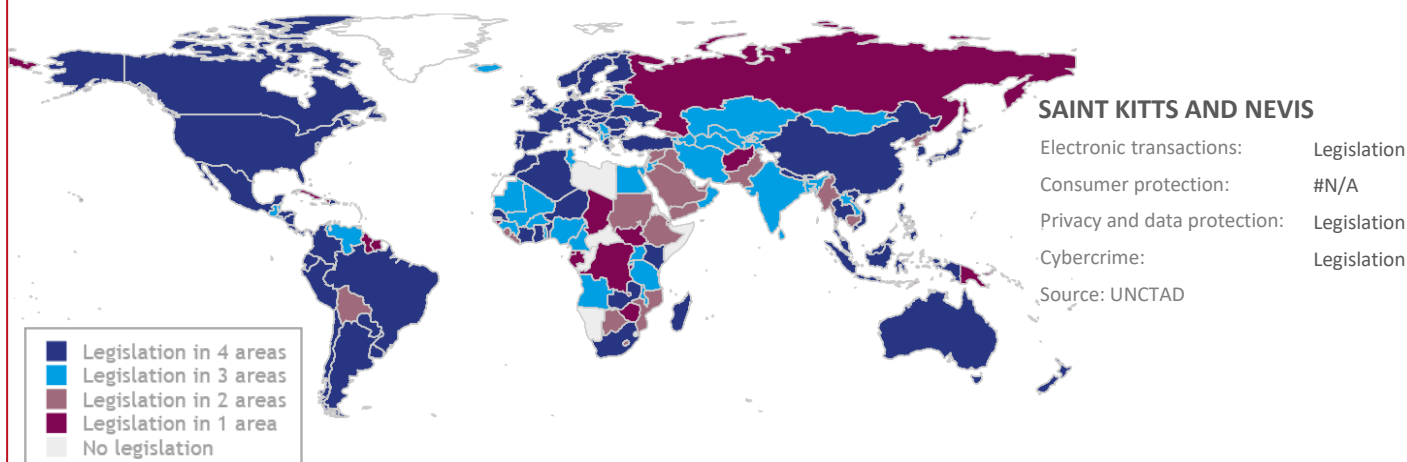 SAINT KITTS AND NEVIS
Electronic transactions: Legislation
Consumer protection: #N/A
Privacy and data protection: Legislation
Cybercrime: Legislation
Source: UNCTAD
Legislation in 4 areas
Legislation in 3 areas
Legislation in 2 areas
Legislation in 1 area
No legislation